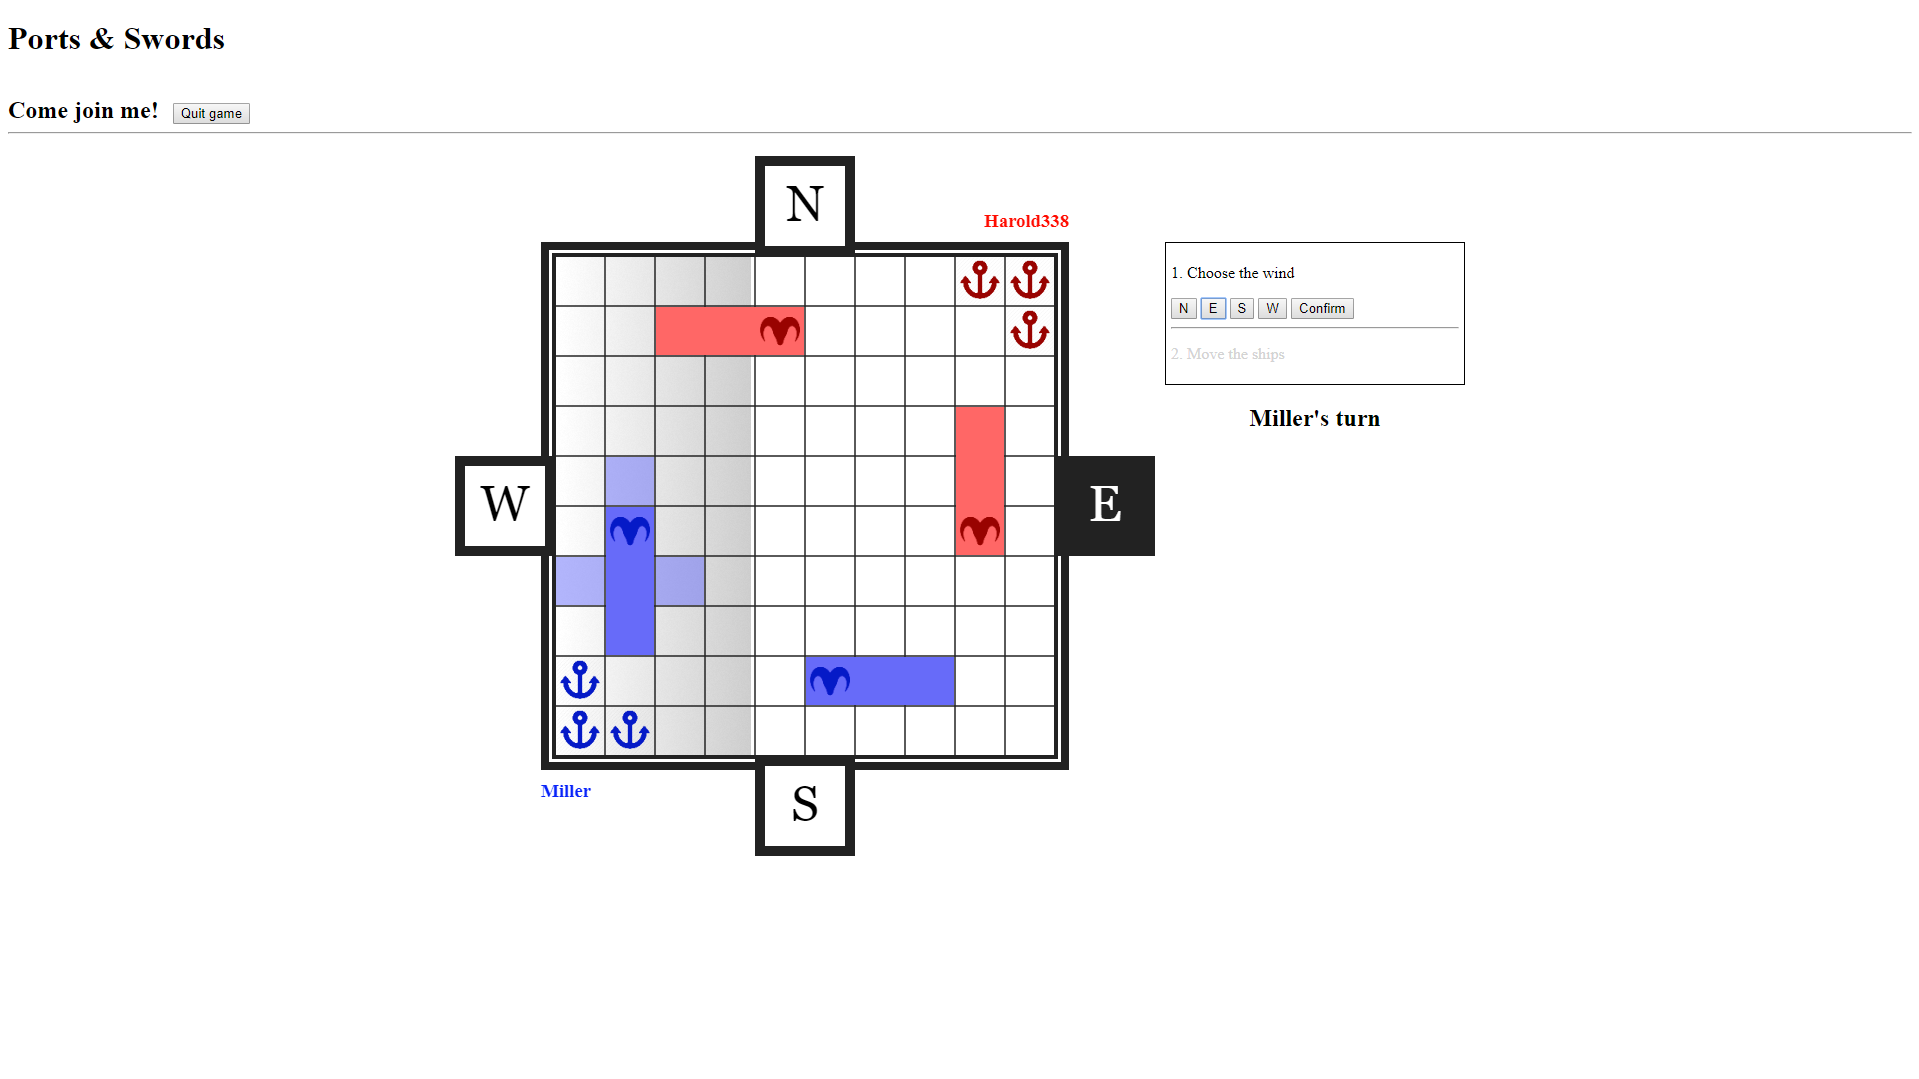 Ports & Swords
Come join me! Quit game
N
Harold338
1. Choose the wind
N E S W Confirm
2. Move the ships
Miller's turn
W
E
Miller
S